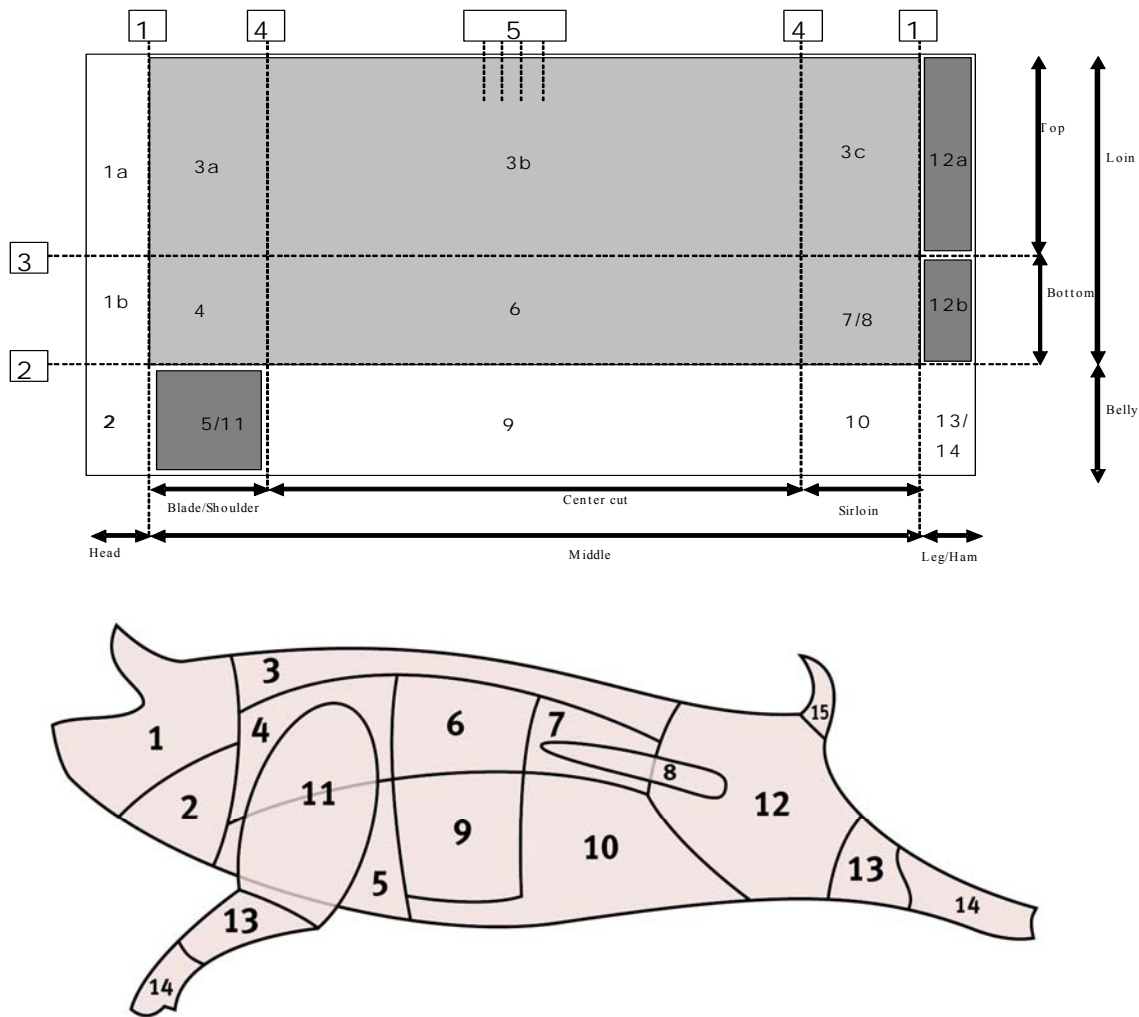 1 4 5 4 1
Top
1a 3a 3b 3c 12a Loin
3
1b 4 6 7/8 12b Bottom
2
2 5/11 9 10 13/
14 Belly
Blade/Shoulder Center cut Sirloin
Head Middle Leg/Ham
3
15
1 4 6 7
8
2 11 9 12
10
5 13
13 14
14